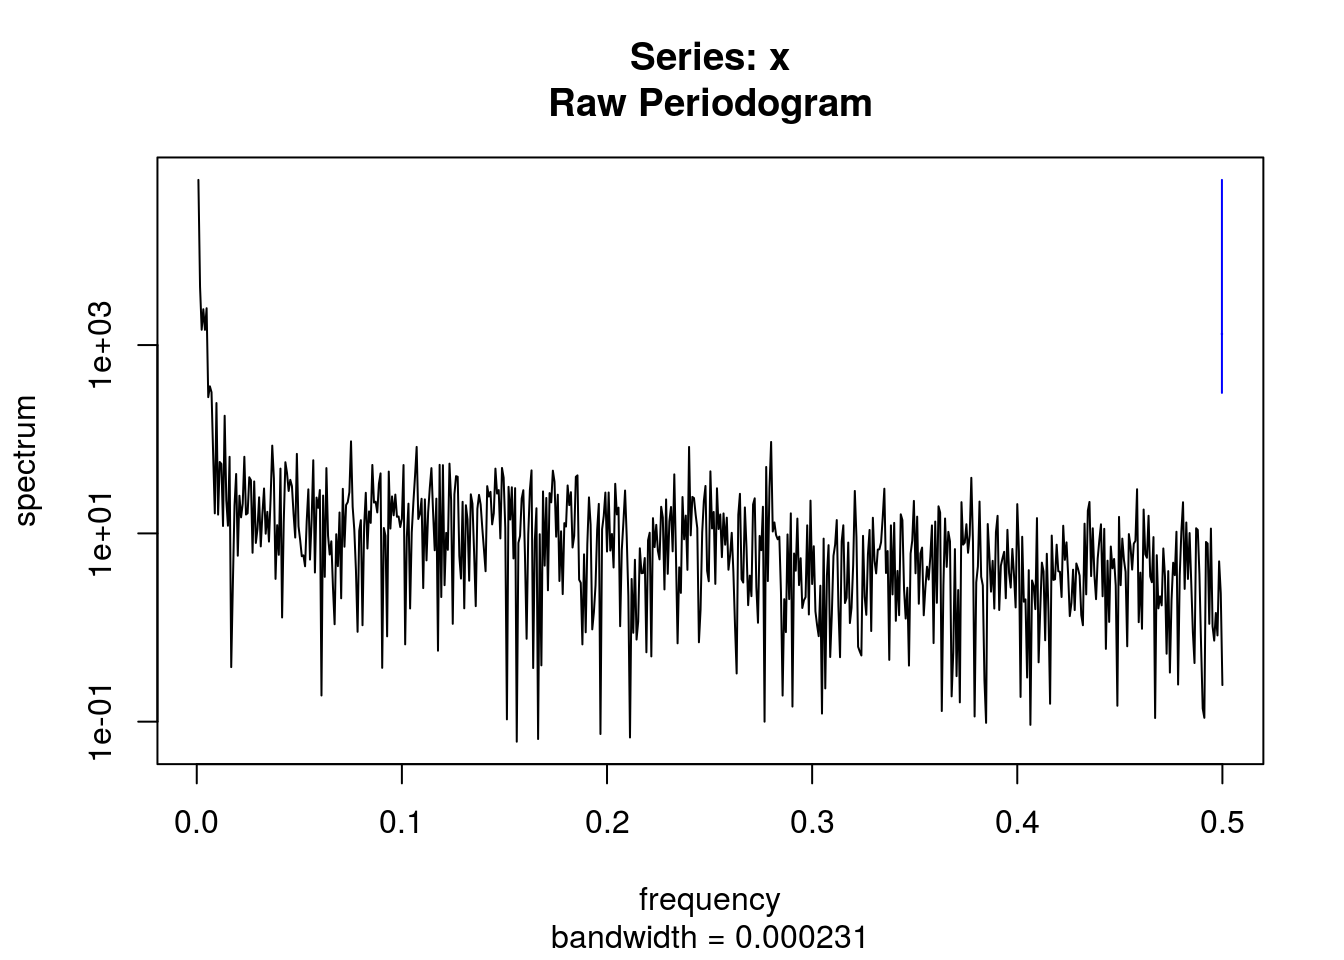 Series: x
Raw Periodogram
spectrum
1e+03
1e+01
1e-01
0.0 0.1 0.2 0.3 0.4 0.5
frequency
bandwidth = 0.000231